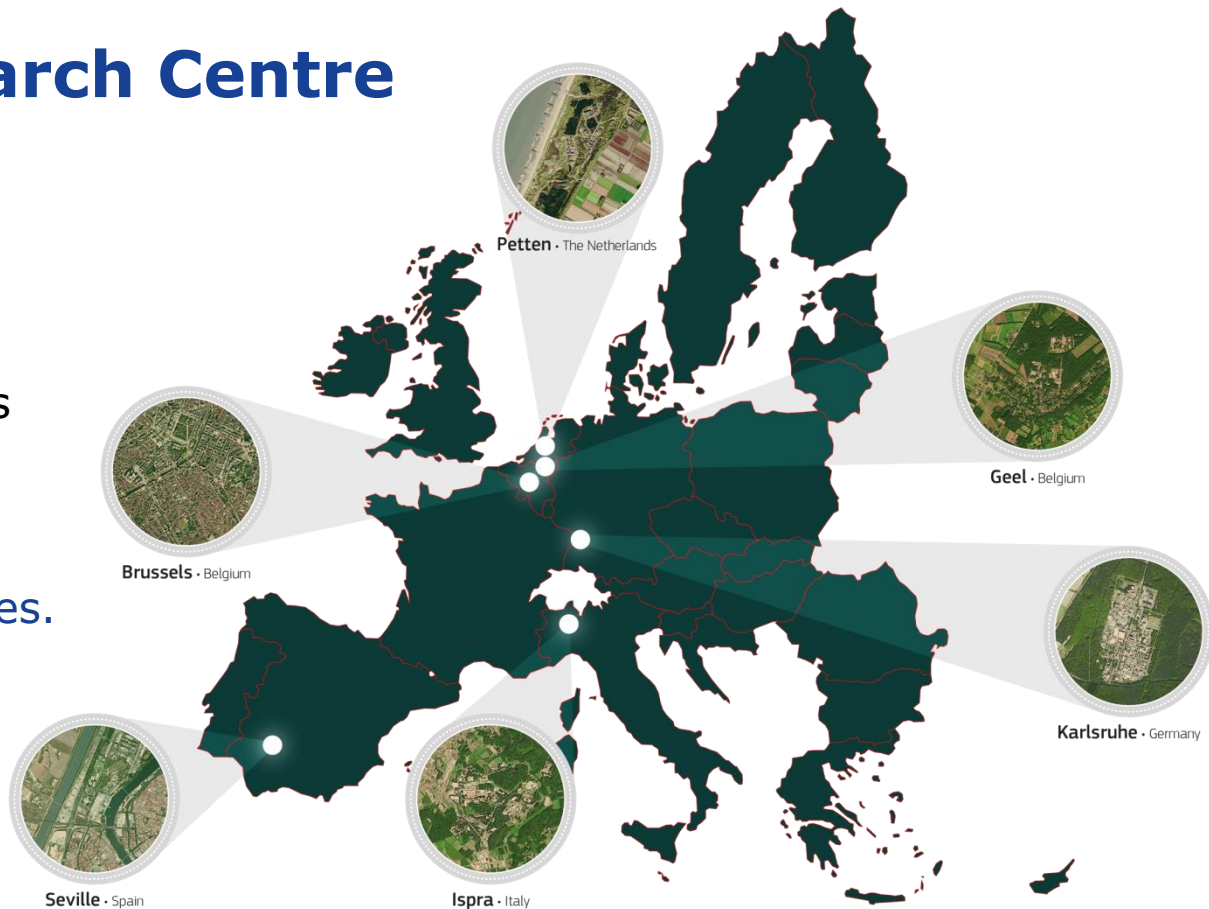 arch Centre
Petten · The Netherlands
s
Geel · Belgium
Brussels · Belgium
es.
Karlsruhe · Germany
Seville · Spain
Ispra · Italy